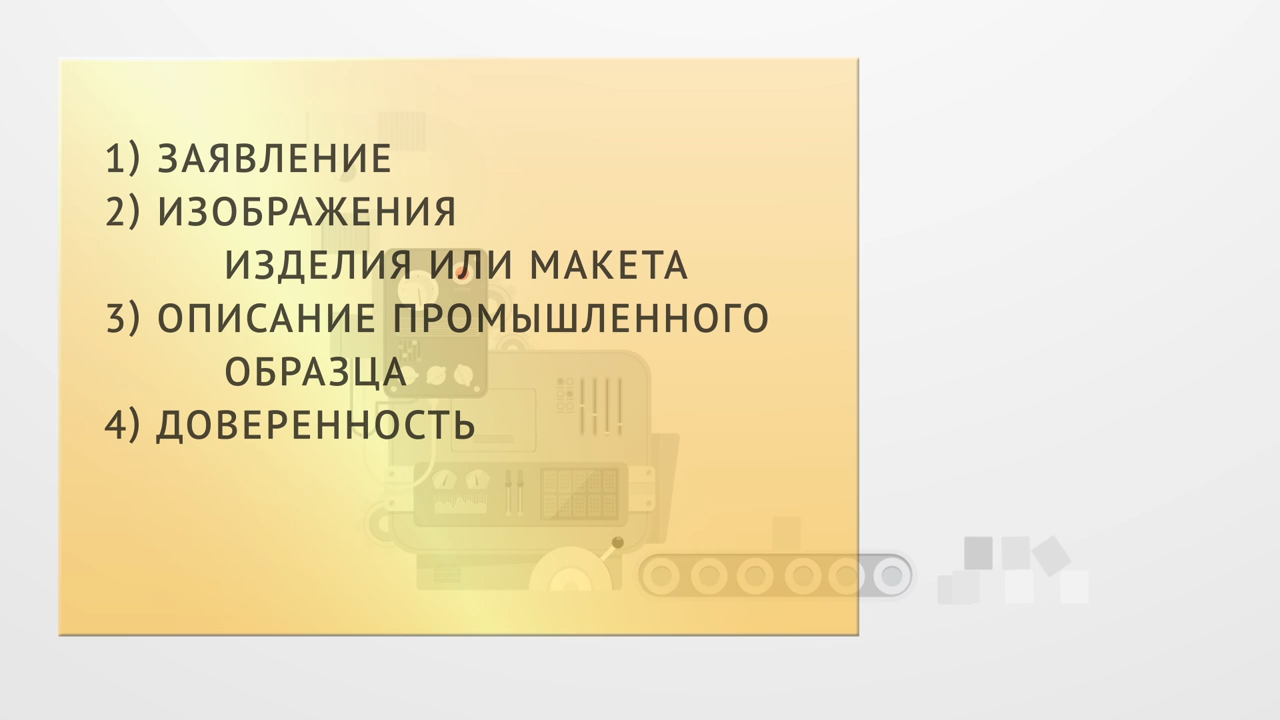 1) ЗАЯВЛЕНИЕ
2) ИЗОБРАЖЕНИЯ
ИЗДЕЛИЯ ИЛИ МАКЕТА
3) ОПИСАНИЕ ПРОМЫШЛЕННОГО
ОБРАЗЦА
4) ДОВЕРЕННОСТЬ